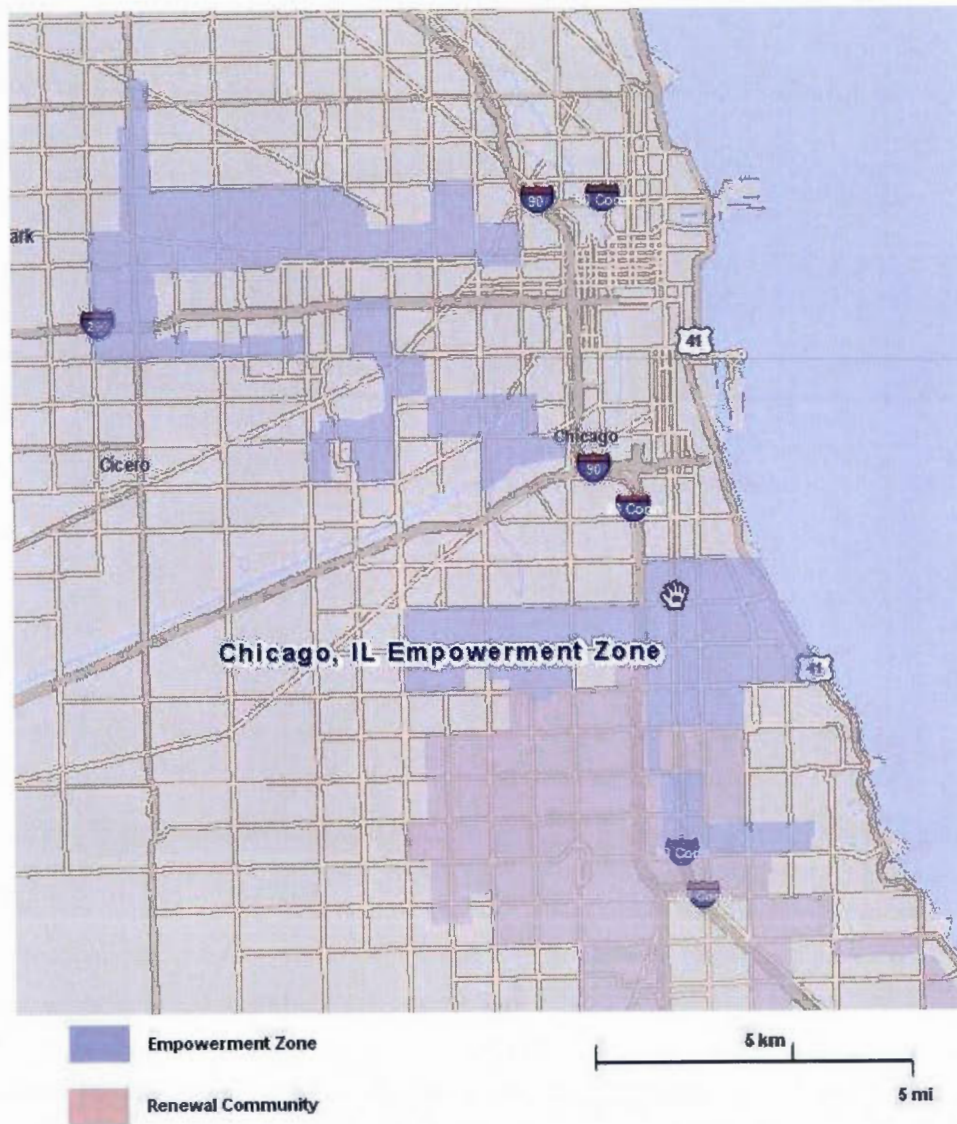 90
ark
41
Chicago
Cicero
90
Chicago, IL Empowerment Zone
41
Empowerment Zone
Renewal Community
5 km
5 mi